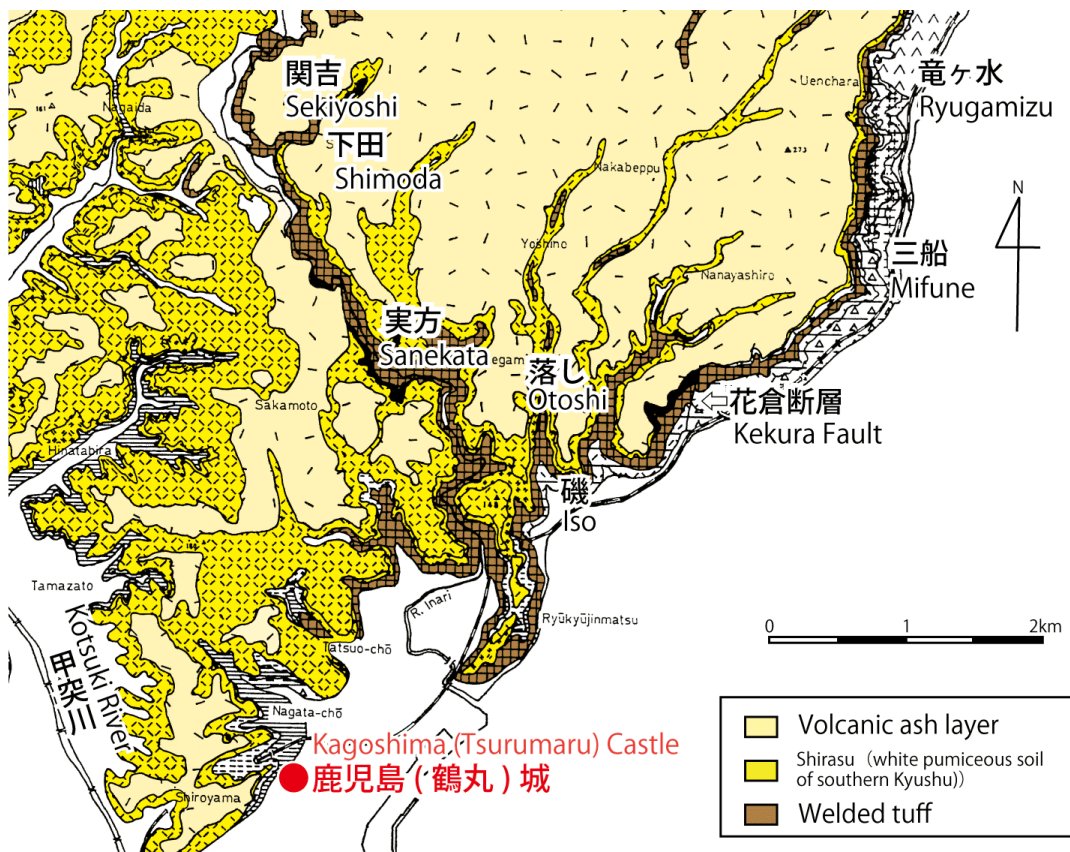 関吉
Sekiyoshi
下田
Shimoda
竜ヶ水
Ryugamizu
Uenohara
Nagaida
161
▲273
Nakabeppu
N
三船
Mifune
Yoshino
Nanayashiro
実方
Sanekata
落し
Otoshi
⇦花倉断層
Kekura Fault
Sakamoto
Hinatabira
磯
Iso
Tamazato
R. Inari
Ryūkyūjinmatsu
Tatsuo-chō
0 1 2km
甲突川
Kotsuki River
Nagata-chō
Kagoshima (Tsurumaru) Castle
鹿児島 ( 鶴丸 ) 城
Shiroyama
Volcanic ash layer
Shirasu（white pumiceous soil
of southern Kyushu))
Welded tuff